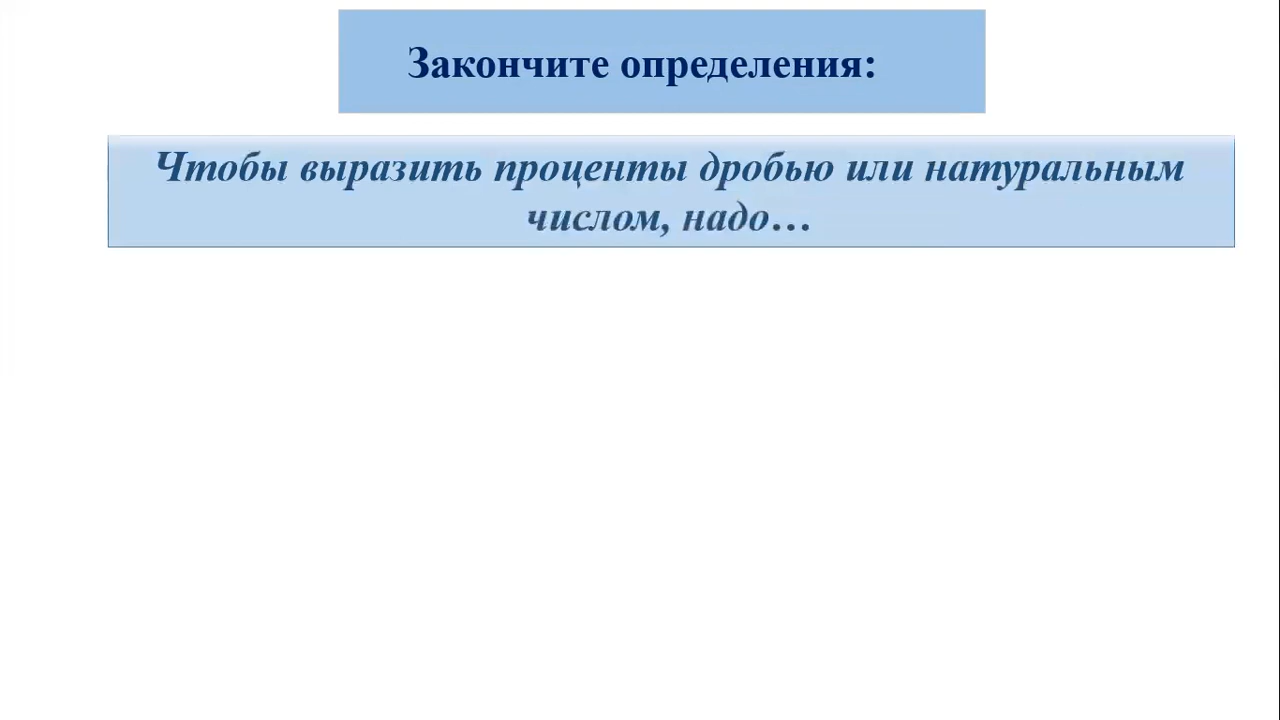 Закончите определения:
Чтобы выразить проценты дробью или натуральным
числом, надо…